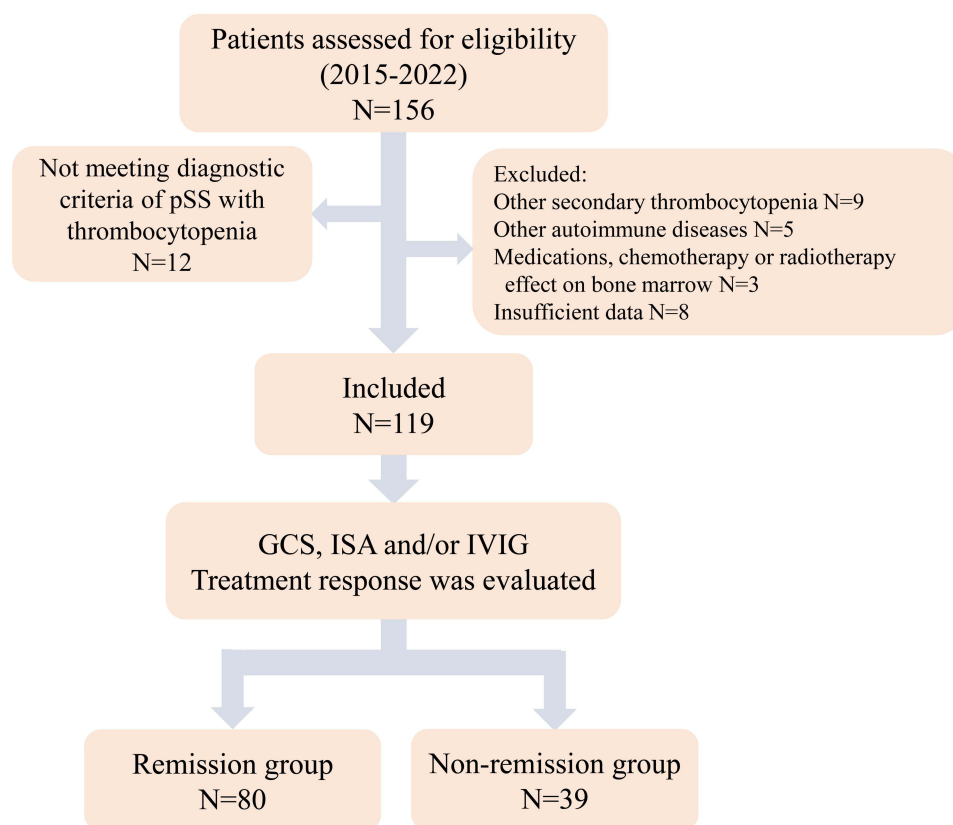 Patients assessed for eligibility
(2015-2022)
N=156
Not meeting diagnostic
criteria of pSS with
thrombocytopenia
N=12
Excluded:
Other secondary thrombocytopenia N=9
Other autoimmune diseases N=5
Medications, chemotherapy or radiotherapy
effect on bone marrow N=3
Insufficient data N=8
Included
N=119
GCS, ISA and/or IVIG
Treatment response was evaluated
Remission group
N=80
Non-remission group
N=39